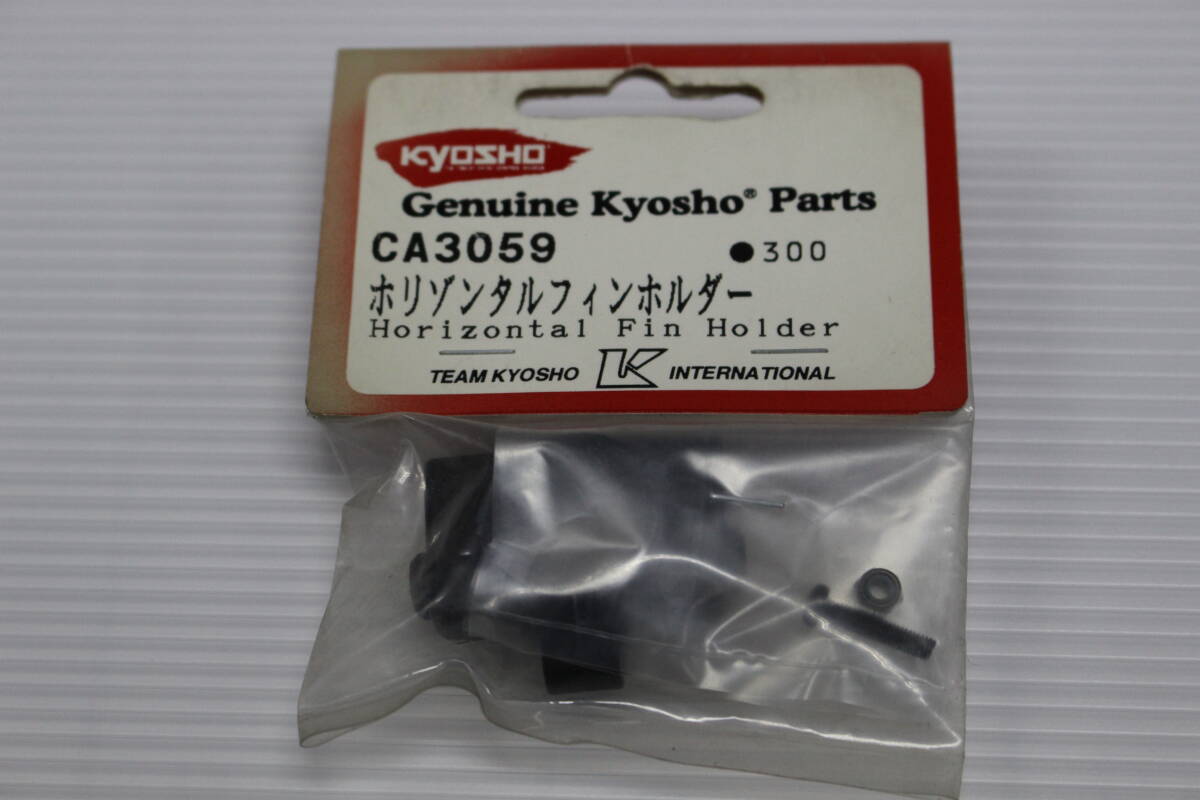 KYOSHO
Genuine Kyosho® Parts
CA3059 ●300
ホリゾンタルフィンホルダー
Horizontal Fin Holder
TEAM KYOSHO K INTERNATIONAL